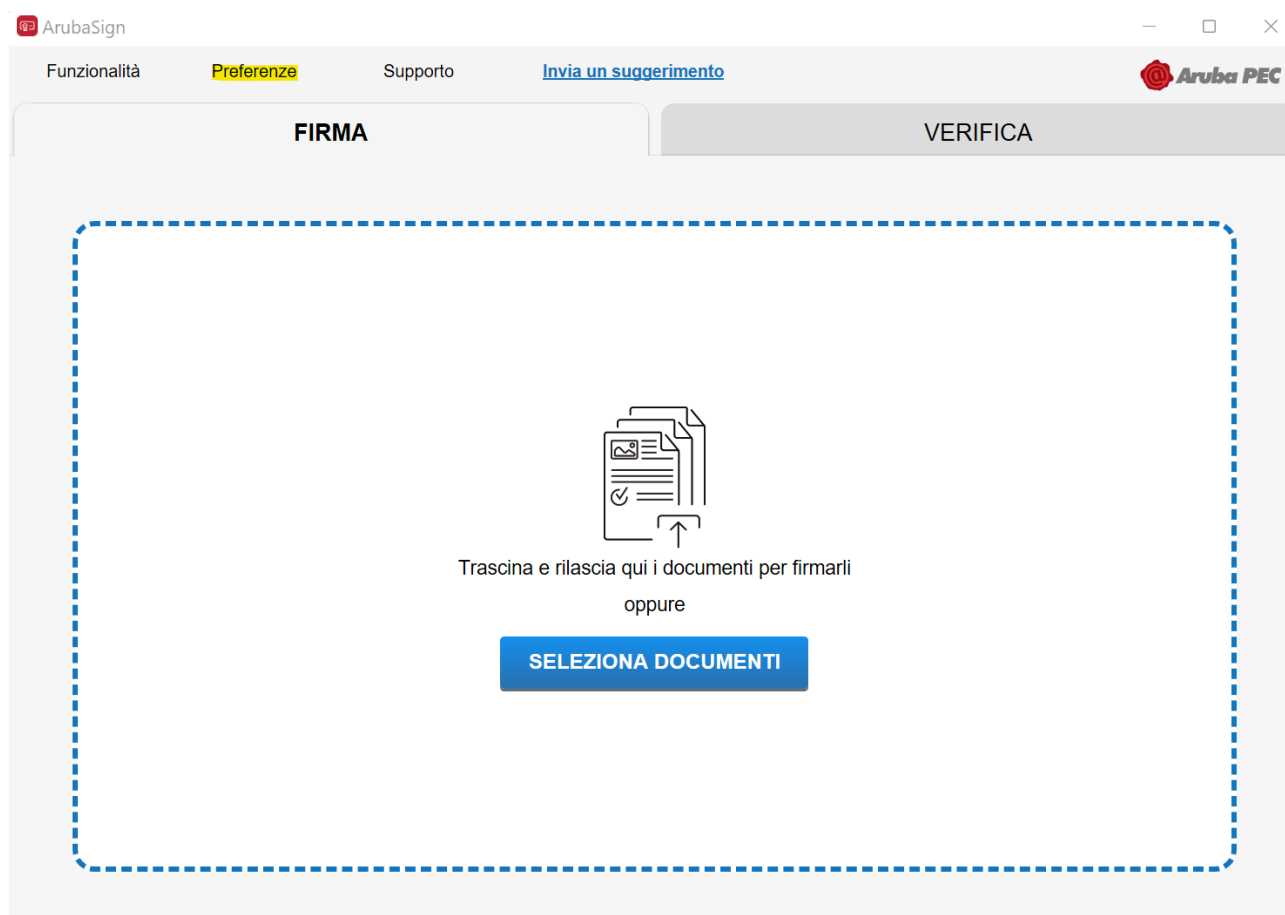 ArubaSign
Funzionalità Preferenze Supporto Invia un suggerimento Aruba PEC
FIRMA VERIFICA
Trascina e rilascia qui i documenti per firmarli
oppure
SELEZIONA DOCUMENTI